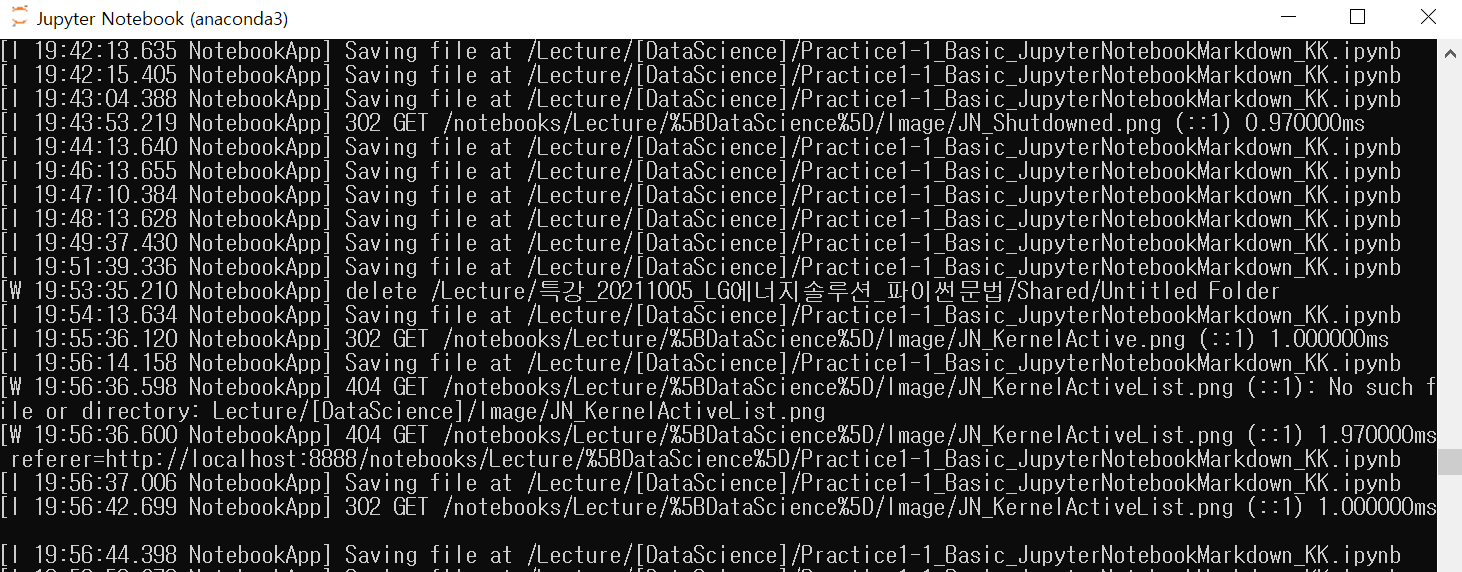 Jupyter Notebook (anaconda3)
[I 19:42:13.635 NotebookApp] Saving file at /Lecture/[DataScience]/Practice1-1_Basic_JupyterNotebookMarkdown_KK.ipynb
[I 19:42:15.405 NotebookApp] Saving file at /Lecture/[DataScience]/Practice1-1_Basic_JupyterNotebookMarkdown_KK.ipynb
[I 19:43:04.388 NotebookApp] Saving file at /Lecture/[DataScience]/Practice1-1_Basic_JupyterNotebookMarkdown_KK.ipynb
[I 19:43:53.219 NotebookApp] 302 GET /notebooks/Lecture/%5BDataScience%5D/Image/JN_Shutdowned.png (::1) 0.970000ms
[I 19:44:13.640 NotebookApp] Saving file at /Lecture/[DataScience]/Practice1-1_Basic_JupyterNotebookMarkdown_KK.ipynb
[I 19:46:13.655 NotebookApp] Saving file at /Lecture/[DataScience]/Practice1-1_Basic_JupyterNotebookMarkdown_KK.ipynb
[I 19:47:10.384 NotebookApp] Saving file at /Lecture/[DataScience]/Practice1-1_Basic_JupyterNotebookMarkdown_KK.ipynb
[I 19:48:13.628 NotebookApp] Saving file at /Lecture/[DataScience]/Practice1-1_Basic_JupyterNotebookMarkdown_KK.ipynb
[I 19:49:37.430 NotebookApp] Saving file at /Lecture/[DataScience]/Practice1-1_Basic_JupyterNotebookMarkdown_KK.ipynb
[I 19:51:39.336 NotebookApp] Saving file at /Lecture/[DataScience]/Practice1-1_Basic_JupyterNotebookMarkdown_KK.ipynb
[W 19:53:35.210 NotebookApp] delete /Lecture/특강_20211005_LG에너지솔루션_파이썬문법/Shared/Untitled Folder
[I 19:54:13.634 NotebookApp] Saving file at /Lecture/[DataScience]/Practice1-1_Basic_JupyterNotebookMarkdown_KK.ipynb
[I 19:55:36.120 NotebookApp] 302 GET /notebooks/Lecture/%5BDataScience%5D/Image/JN_KernelActive.png (::1) 1.000000ms
[I 19:56:14.158 NotebookApp] Saving file at /Lecture/[DataScience]/Practice1-1_Basic_JupyterNotebookMarkdown_KK.ipynb
[W 19:56:36.598 NotebookApp] 404 GET /notebooks/Lecture/%5BDataScience%5D/Image/JN_KernelActiveList.png (::1): No such f
ile or directory: Lecture/[DataScience]/Image/JN_KernelActiveList.png
[W 19:56:36.600 NotebookApp] 404 GET /notebooks/Lecture/%5BDataScience%5D/Image/JN_KernelActiveList.png (::1) 1.970000ms
referer=http://localhost:8888/notebooks/Lecture/%5BDataScience%5D/Practice1-1_Basic_JupyterNotebookMarkdown_KK.ipynb
[I 19:56:37.006 NotebookApp] Saving file at /Lecture/[DataScience]/Practice1-1_Basic_JupyterNotebookMarkdown_KK.ipynb
[I 19:56:42.699 NotebookApp] 302 GET /notebooks/Lecture/%5BDataScience%5D/Image/JN_KernelActiveList.png (::1) 1.000000ms
[I 19:56:44.398 NotebookApp] Saving file at /Lecture/[DataScience]/Practice1-1_Basic_JupyterNotebookMarkdown_KK.ipynb